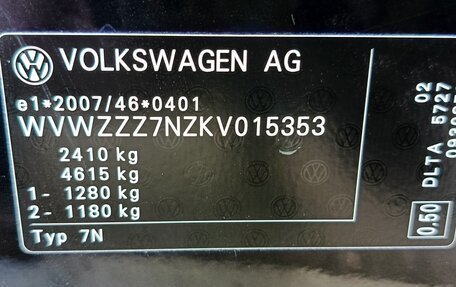 VOLKSWAGEN AG
e1*2007/46*0401
WVWZZZ7NZKV015353
2410 kg
4615 kg
1- 1280 kg
2- 1180 kg
Typ 7N
0.50 DLTA 5727
02